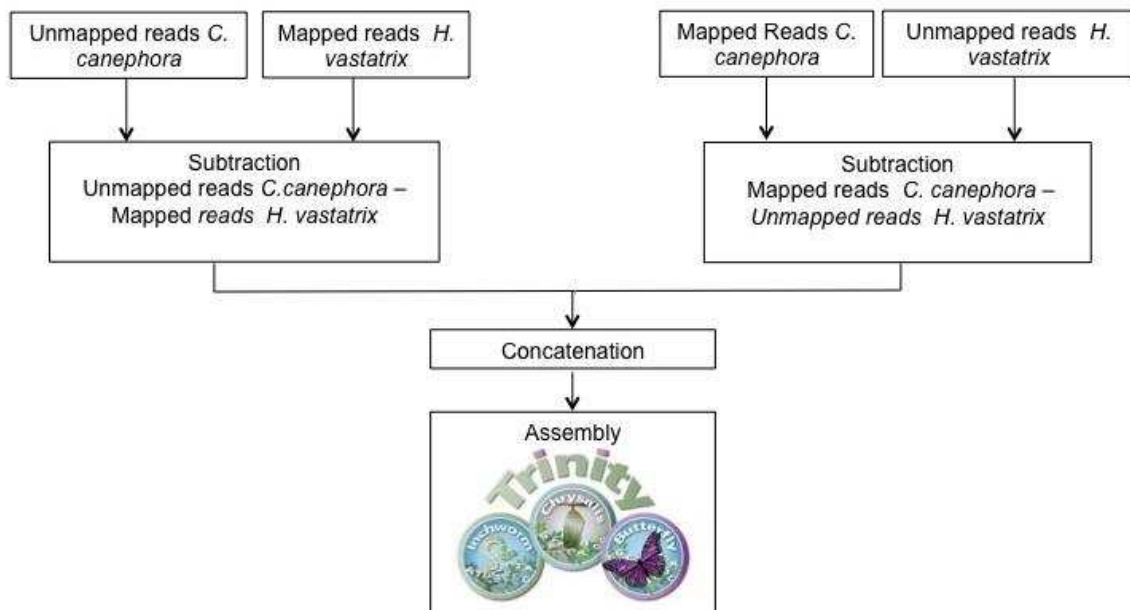 Unmapped reads C.
canephora
Mapped reads H.
vastatrix
Mapped Reads C.
canephora
Unmapped reads H.
vastatrix
Subtraction
Unmapped reads C.canephora –
Mapped reads H. vastatrix
Subtraction
Mapped reads C. canephora –
Unmapped reads H. vastatrix
Concatenation
Assembly
Trinity
Inchworm
Chrysalis
Butterfly